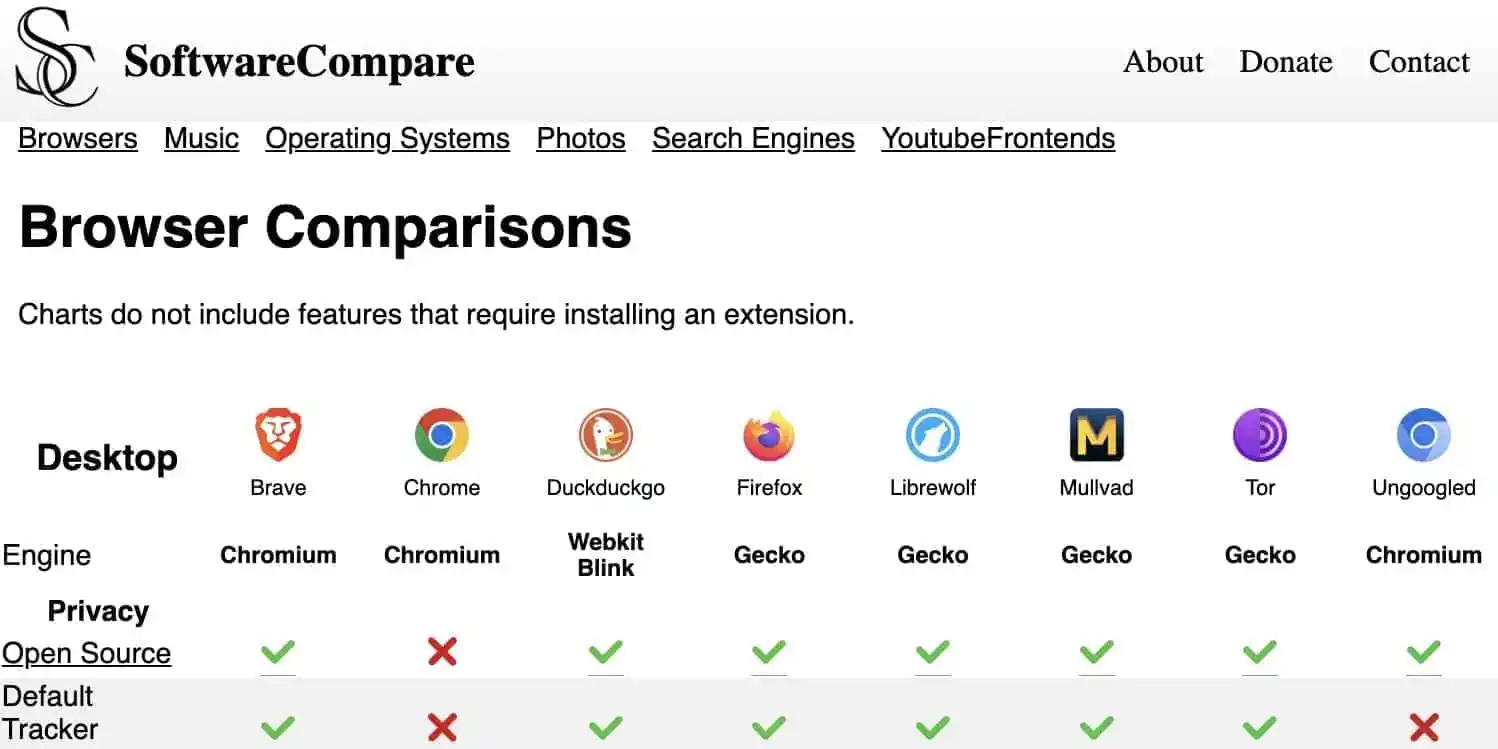 SoftwareCompare
About Donate Contact
Browsers Music Operating Systems Photos Search Engines YoutubeFrontends
Browser Comparisons
Charts do not include features that require installing an extension.
Desktop
Brave Chrome Duckduckgo Firefox Librewolf Mullvad Tor Ungoogled
Engine Chromium Chromium Webkit Blink Gecko Gecko Gecko Gecko Chromium
Privacy
Open Source
Default
Tracker